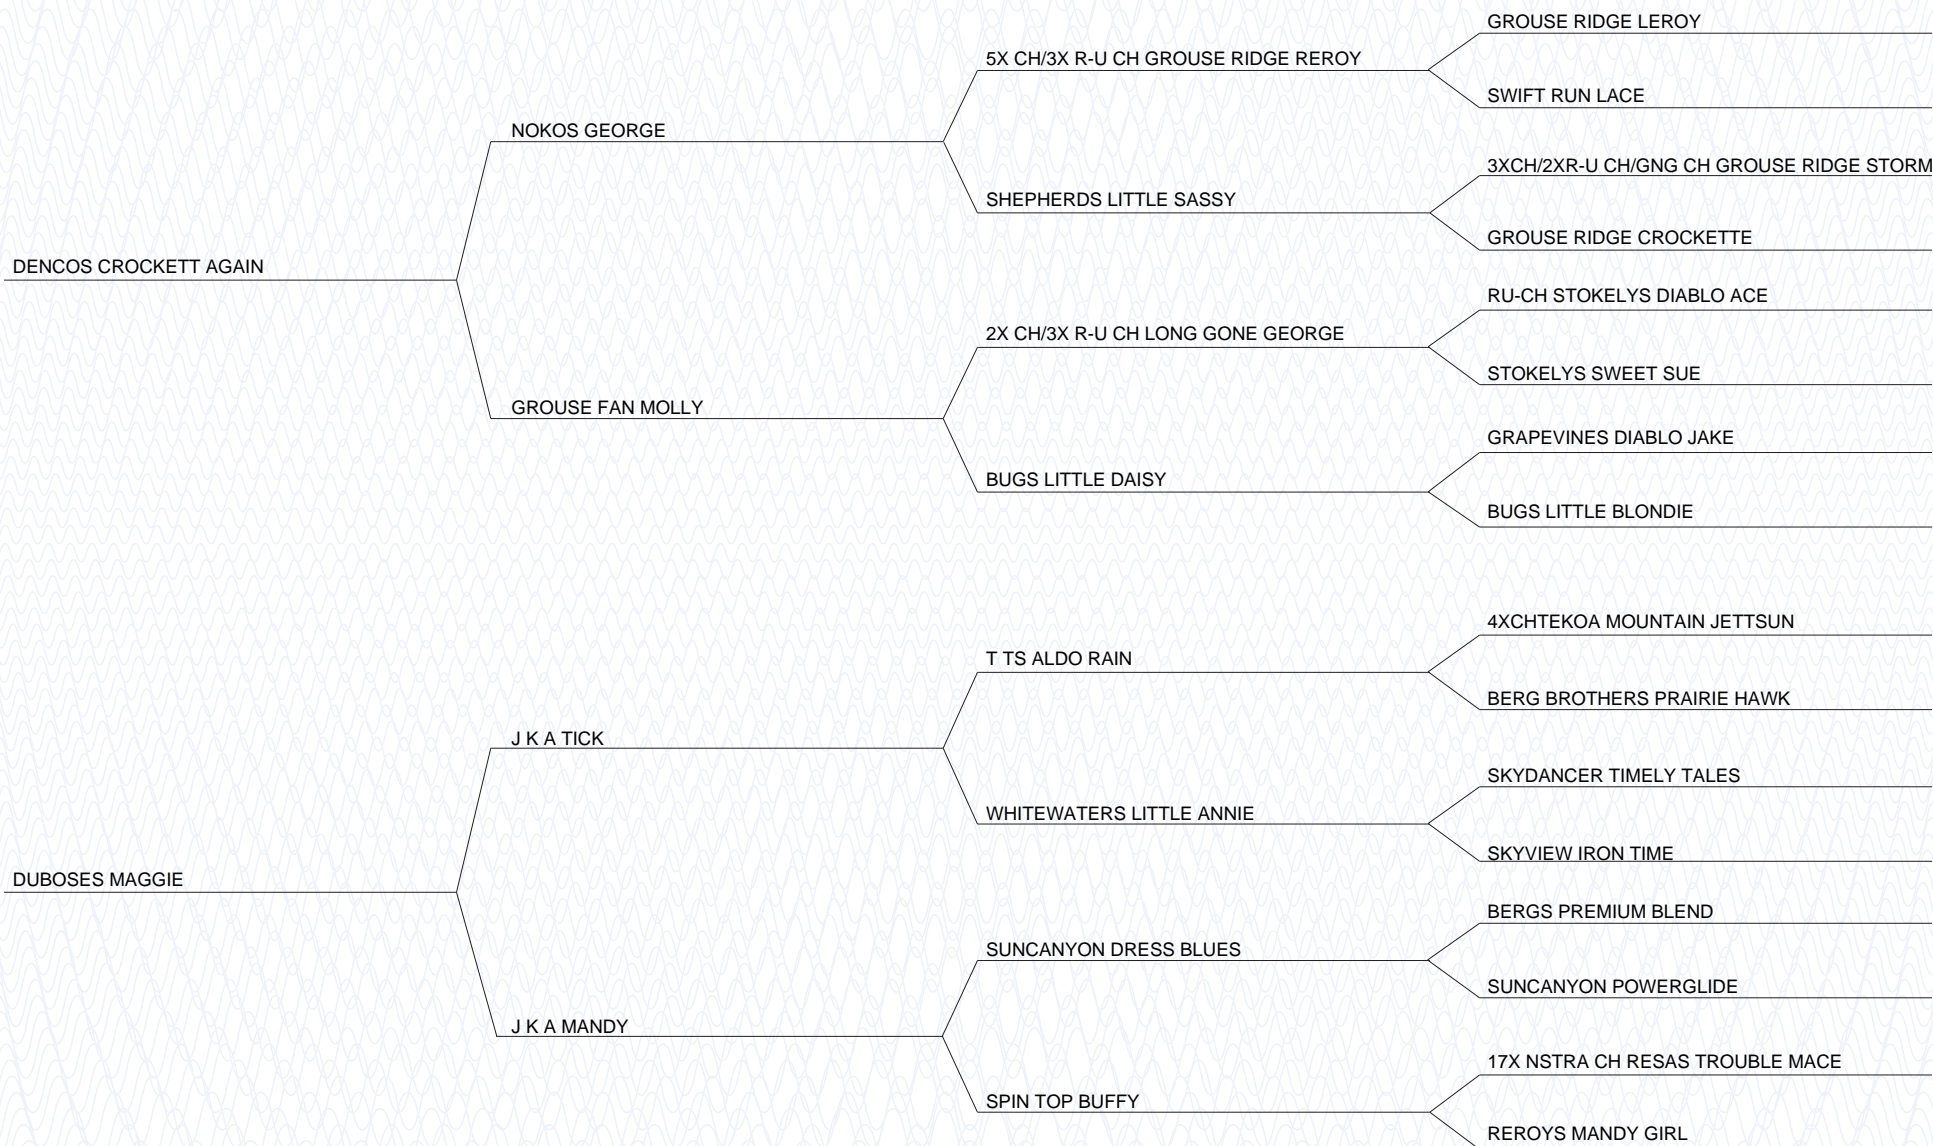 GROUSE RIDGE LEROY
5X CH/3X R-U CH GROUSE RIDGE REROY
SWIFT RUN LACE
NOKOS GEORGE
3XCH/2XR-U CH/GNG CH GROUSE RIDGE STORM
SHEPHERDS LITTLE SASSY
GROUSE RIDGE CROCKETTE
DENCOS CROCKETT AGAIN
RU-CH STOKELYS DIABLO ACE
2X CH/3X R-U CH LONG GONE GEORGE
STOKELYS SWEET SUE
GROUSE FAN MOLLY
GRAPEVINES DIABLO JAKE
BUGS LITTLE DAISY
BUGS LITTLE BLONDIE
4XCHTEKOA MOUNTAIN JETTSUN
T TS ALDO RAIN
BERG BROTHERS PRAIRIE HAWK
J K A TICK
SKYDANCER TIMELY TALES
WHITEWATERS LITTLE ANNIE
SKYVIEW IRON TIME
DUBOSES MAGGIE
BERGS PREMIUM BLEND
SUNCANYON DRESS BLUES
SUNCANYON POWERGLIDE
J K A MANDY
17X NSTRA CH RESAS TROUBLE MACE
SPIN TOP BUFFY
REROYS MANDY GIRL